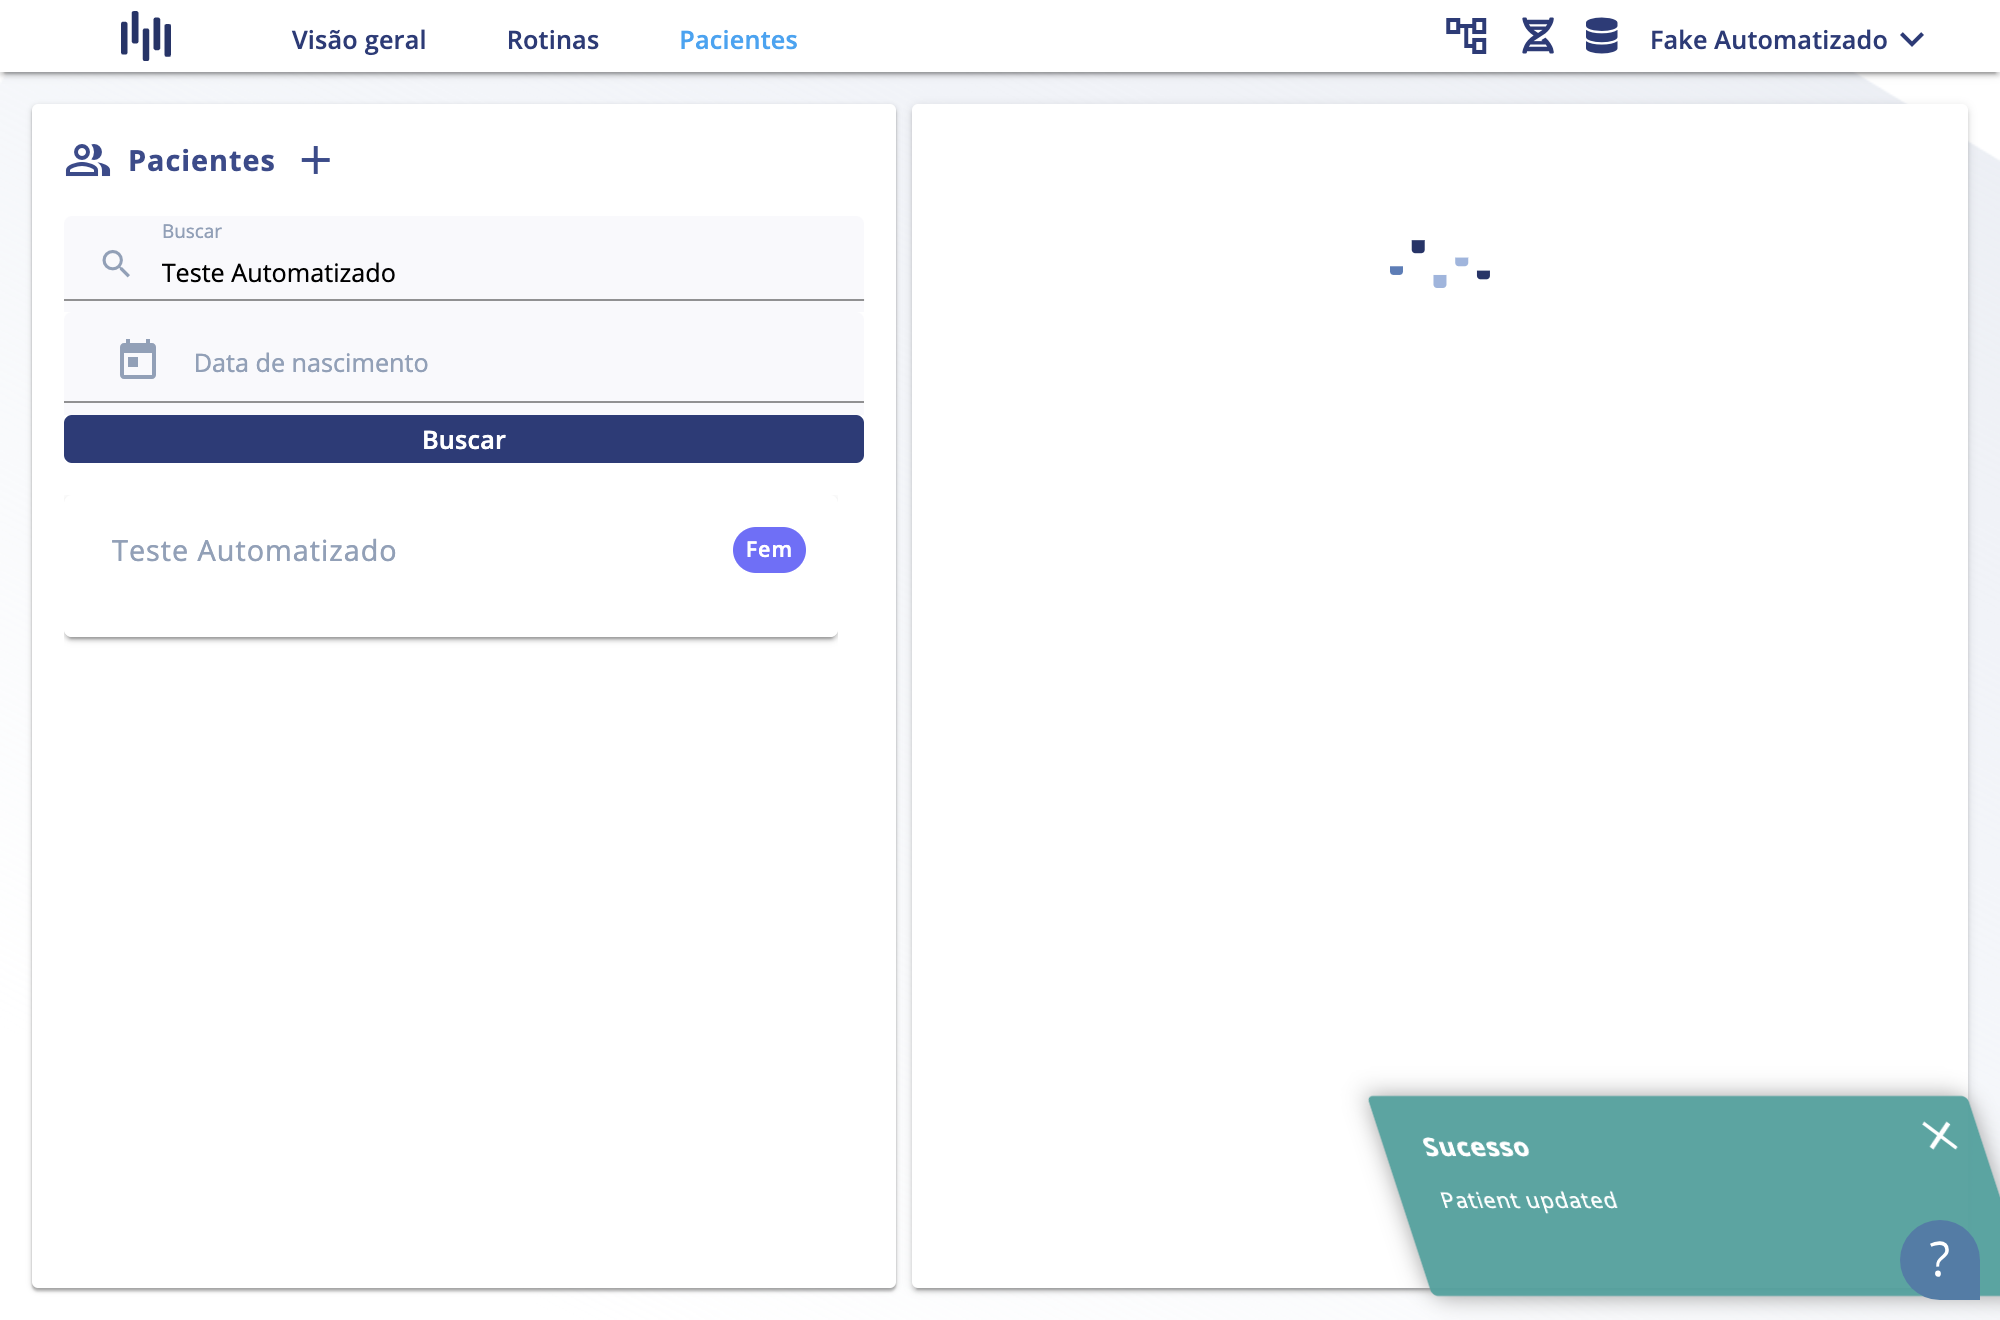 Visão geral
Rotinas
Pacientes
Fake Automatizado
Pacientes
Buscar
Teste Automatizado
Data de nascimento
Buscar
Teste Automatizado
Fem
Sucesso
Patient updated
?